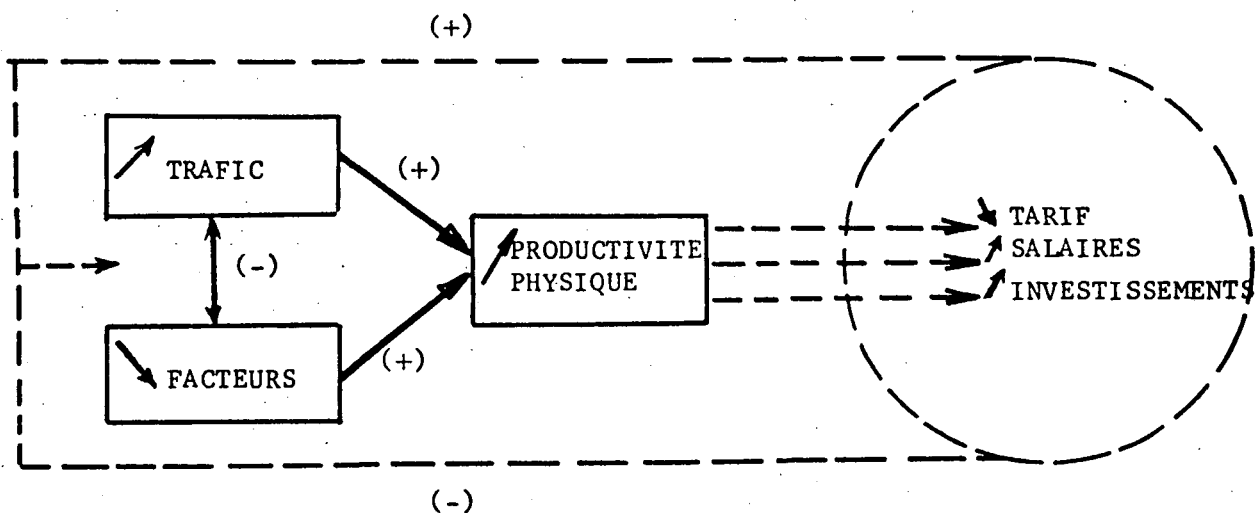 (+)
TRAFIC
(+)
(-)
PRODUCTIVITE
PHYSIQUE
TARIF
SALAIRES
INVESTISSEMENTS
FACTEURS
(+)
(-)